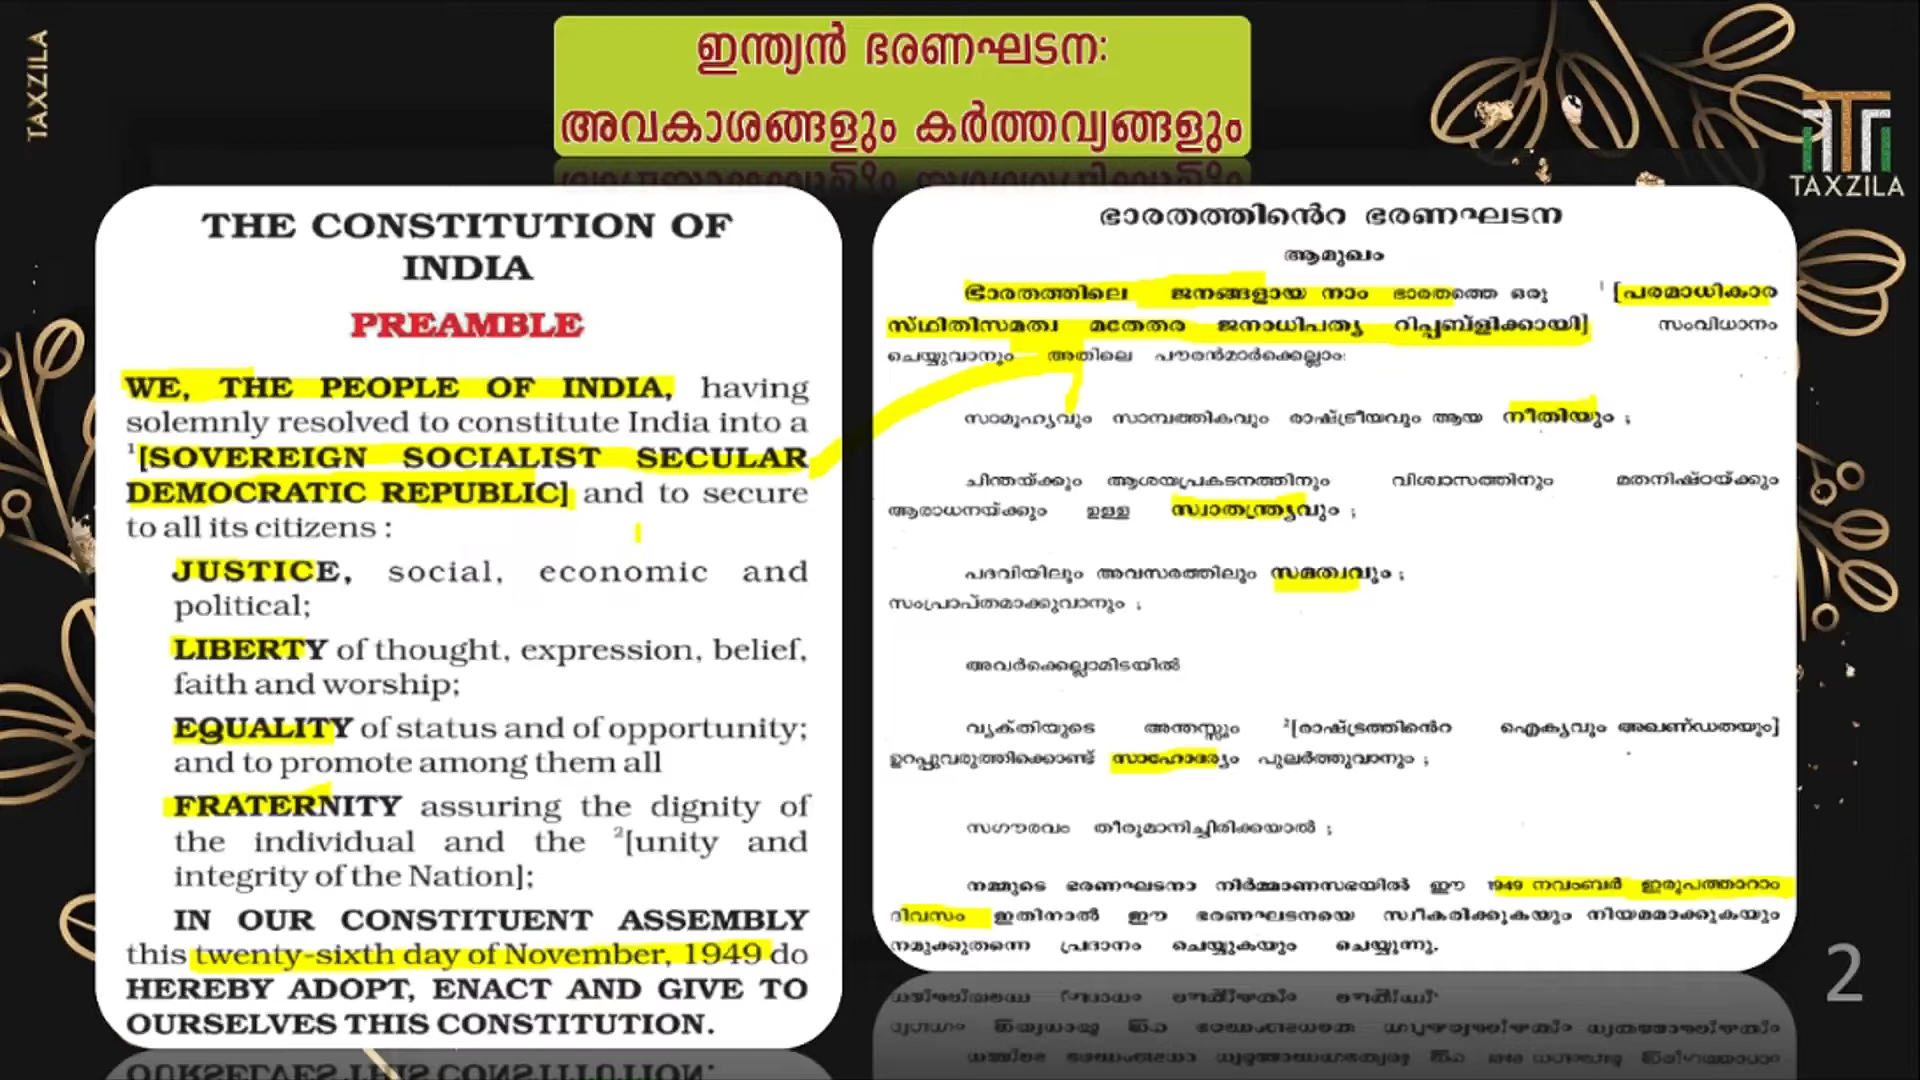 TAXZILA
ഇന്ത്യൻ ഭരണഘടന:
അവകാശങ്ങളും കർത്തവ്യങ്ങളും
TAXZILA
THE CONSTITUTION OF
INDIA
PREAMBLE
WE, THE PEOPLE OF INDIA, having
solemnly resolved to constitute India into a
¹[SOVEREIGN SOCIALIST SECULAR
DEMOCRATIC REPUBLIC] and to secure
to all its citizens :
JUSTICE, social, economic and
political;
LIBERTY of thought, expression, belief,
faith and worship;
EQUALITY of status and of opportunity;
and to promote among them all
FRATERNITY assuring the dignity of
the individual and the ²[unity and
integrity of the Nation];
IN OUR CONSTITUENT ASSEMBLY
this twenty-sixth day of November, 1949 do
HEREBY ADOPT, ENACT AND GIVE TO
OURSELVES THIS CONSTITUTION.
ഭാരതത്തിന്റെ ഭരണഘടന
ആമുഖം
ഭാരതത്തിലെ ജനങ്ങളായ നാം ഭാരതത്തെ ഒരു ¹[പരമാധികാര
സ്ഥിതിസമത്വ മതേതര ജനാധിപത്യ റിപ്പബ്ളിക്കായി] സംവിധാനം
ചെയ്യുവാനും അതിലെ പൗരൻമാർക്കെല്ലാം:
സാമൂഹ്യവും സാമ്പത്തികവും രാഷ്ട്രീയവും ആയ നീതിയും ;
ചിന്തയ്ക്കും ആശയപ്രകടനത്തിനും വിശ്വാസത്തിനും മതനിഷ്ഠയ്ക്കും
ആരാധനയ്ക്കും ഉള്ള സ്വാതന്ത്ര്യവും ;
പദവിയിലും അവസരത്തിലും സമത്വവും ;
സംപ്രാപ്തമാക്കുവാനും ;
അവർക്കെല്ലാമിടയിൽ
വ്യക്തിയുടെ അന്തസ്സും ²[രാഷ്ട്രത്തിന്റെ ഐക്യവും അഖണ്ഡതയും]
ഉറപ്പുവരുത്തിക്കൊണ്ട് സാഹോദര്യം പുലർത്തുവാനും ;
സഗൗരവം തീരുമാനിച്ചിരിക്കയാൽ ;
നമ്മുടെ ഭരണഘടനാ നിർമ്മാണസഭയിൽ ഈ 1949 നവംബർ ഇരുപത്താറാം
ദിവസം ഇതിനാൽ ഈ ഭരണഘടനയെ സ്വീകരിക്കുകയും നിയമമാക്കുകയും
നമുക്കുതന്നെ പ്രദാനം ചെയ്യുകയും ചെയ്യുന്നു.
2